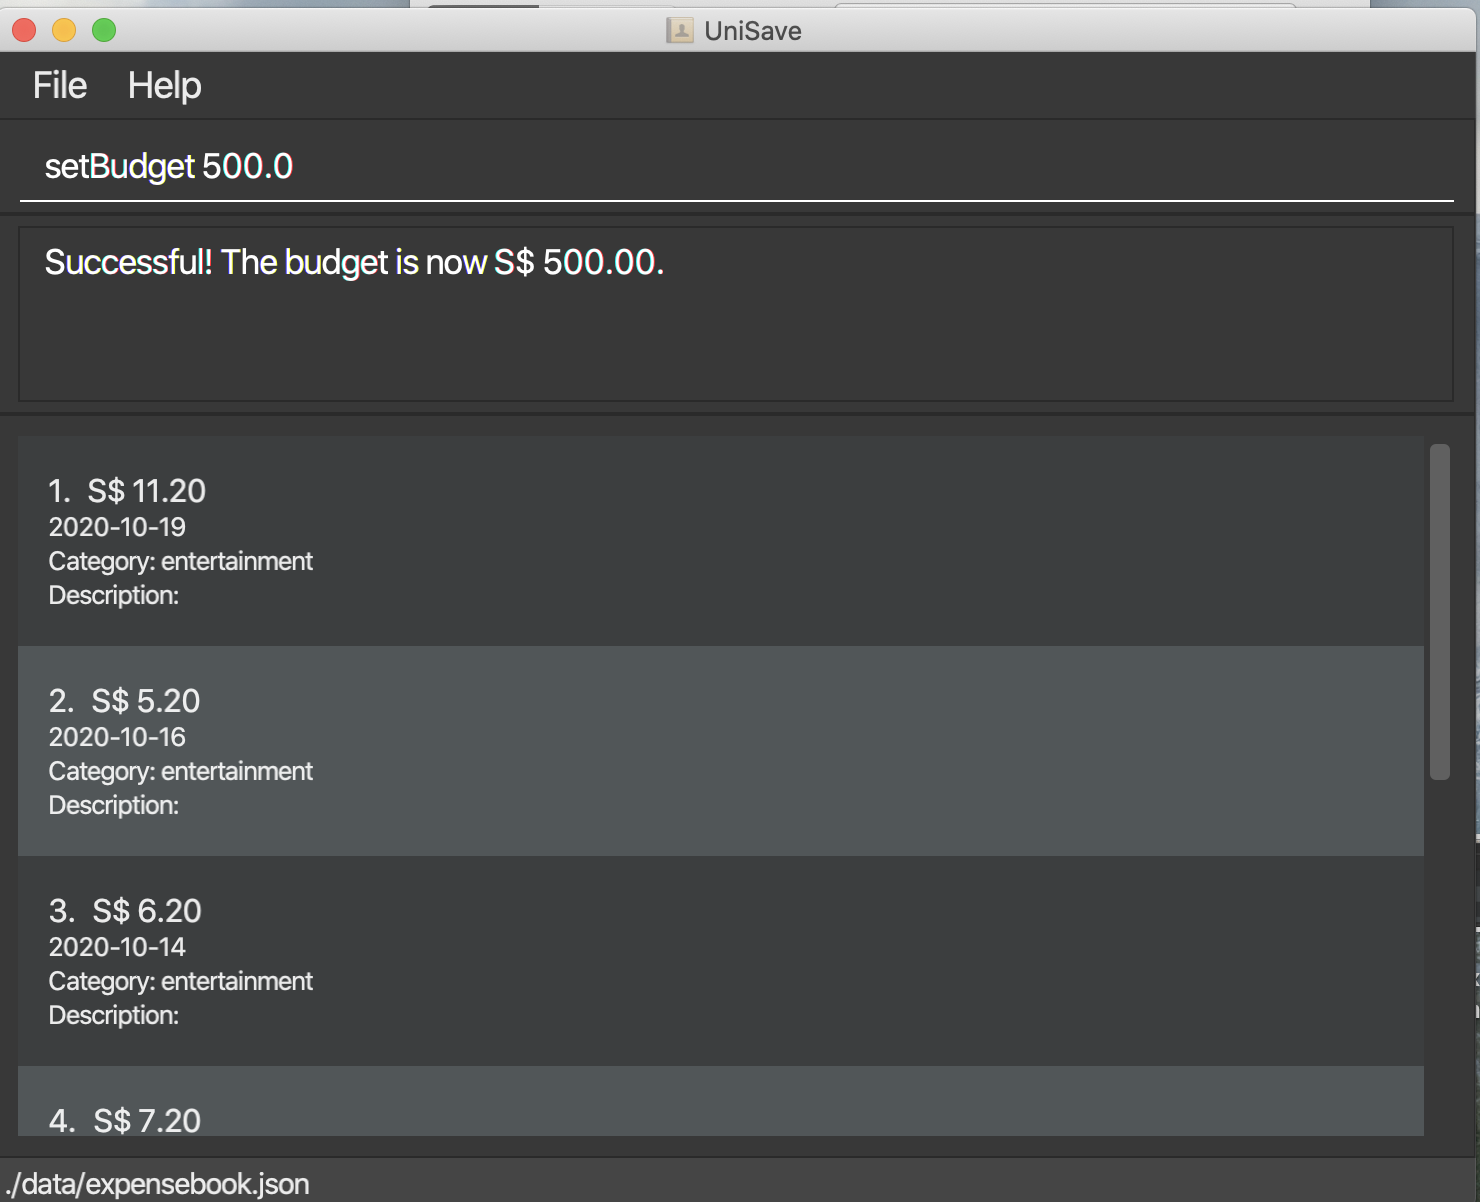 UniSave
File Help
setBudget 500.0
Successful! The budget is now S$ 500.00.
1. S$ 11.20
2020-10-19
Category: entertainment
Description:
2. S$ 5.20
2020-10-16
Category: entertainment
Description:
3. S$ 6.20
2020-10-14
Category: entertainment
Description:
4. S$ 7.20
./data/expensebook.json